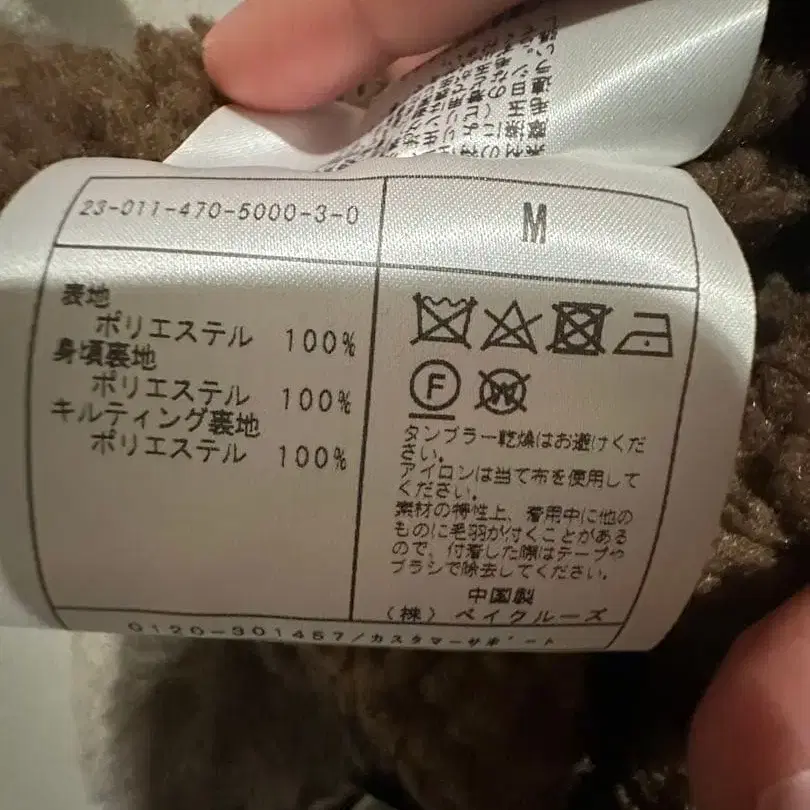 23-011-470-5000-3-0
M
表地
ポリエステル 100%
身頃裏地
ポリエステル 100%
キルティング裏地
ポリエステル 100%
F
W
タンブラー乾燥はお避けくだ
さい。
アイロンは当て布を使用して
ください。
素材の特性上、着用中に他の
ものに毛羽が付くことがある
ので、付着した際はテープや
ブラシで除去してください。
中国製
(株) ベイクルーズ
0120-301457/カスタマーサポート